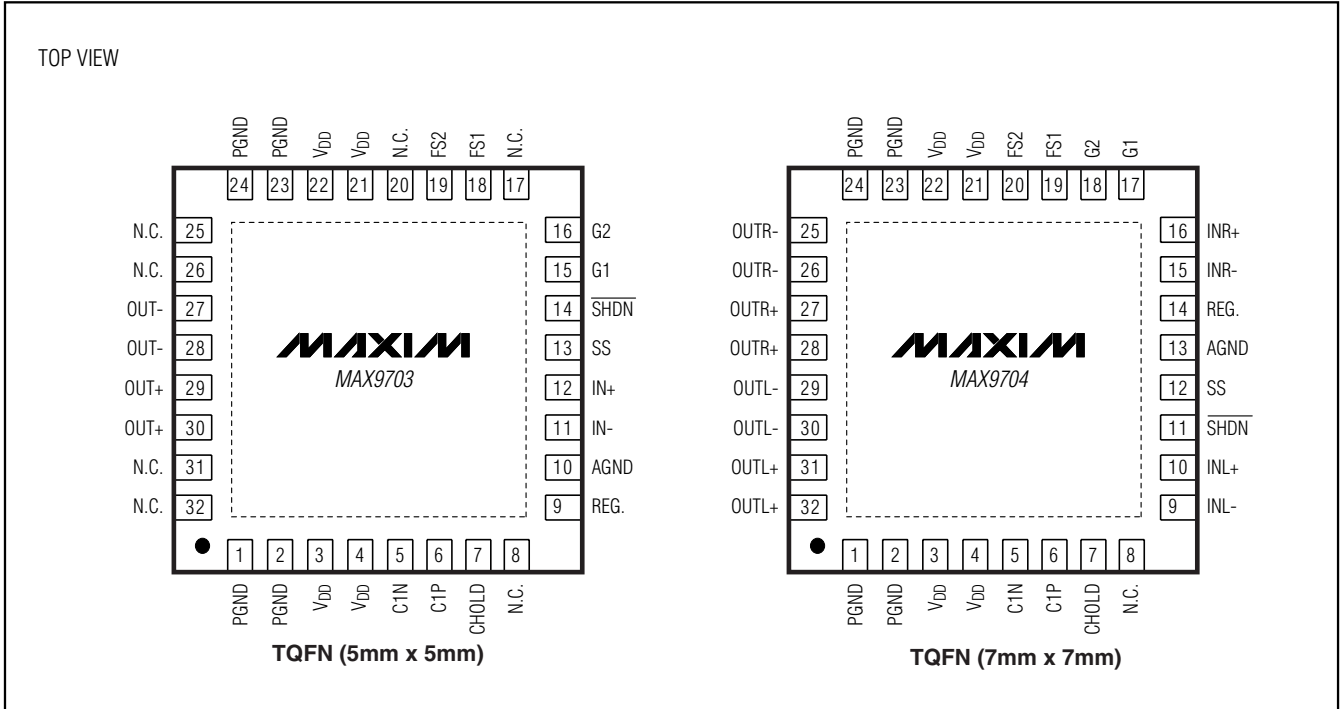 TOP VIEW
PGND PGND VDD VDD N.C. FS2 FS1 N.C.
24 23 22 21 20 19 18 17
N.C. 25
N.C. 26
OUT- 27
OUT- 28
OUT+ 29
OUT+ 30
N.C. 31
N.C. 32
16 G2
15 G1
14 SHDN
13 SS
12 IN+
11 IN-
10 AGND
9 REG.
MAXIM
MAX9703
1 2 3 4 5 6 7 8
PGND PGND VDD VDD C1N C1P CHOLD N.C.
TQFN (5mm x 5mm)
PGND PGND VDD VDD FS2 FS1 G2 G1
24 23 22 21 20 19 18 17
OUTR- 25
OUTR- 26
OUTR+ 27
OUTR+ 28
OUTL- 29
OUTL- 30
OUTL+ 31
OUTL+ 32
16 INR+
15 INR-
14 REG.
13 AGND
12 SS
11 SHDN
10 INL+
9 INL-
MAXIM
MAX9704
1 2 3 4 5 6 7 8
PGND PGND VDD VDD C1N C1P CHOLD N.C.
TQFN (7mm x 7mm)